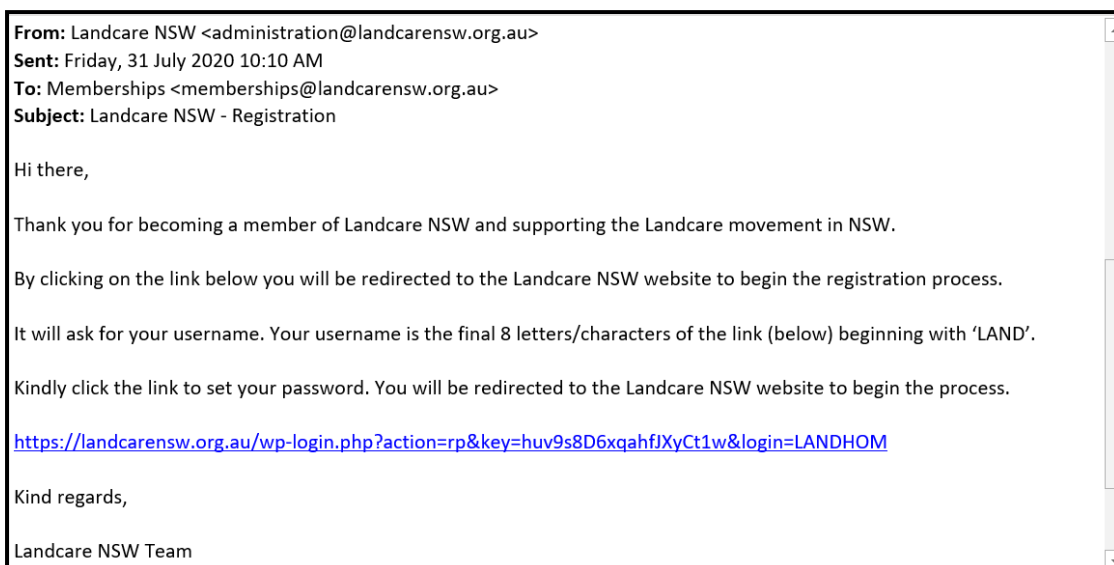 From: Landcare NSW <administration@landcarensw.org.au>
Sent: Friday, 31 July 2020 10:10 AM
To: Memberships <memberships@landcarensw.org.au>
Subject: Landcare NSW - Registration
Hi there,
Thank you for becoming a member of Landcare NSW and supporting the Landcare movement in NSW.
By clicking on the link below you will be redirected to the Landcare NSW website to begin the registration process.
It will ask for your username. Your username is the final 8 letters/characters of the link (below) beginning with ‘LAND’.
Kindly click the link to set your password. You will be redirected to the Landcare NSW website to begin the process.
https://landcarensw.org.au/wp-login.php?action=rp&key=huv9s8D6xqahfJXyCt1w&login=LANDHOM
Kind regards,
Landcare NSW Team